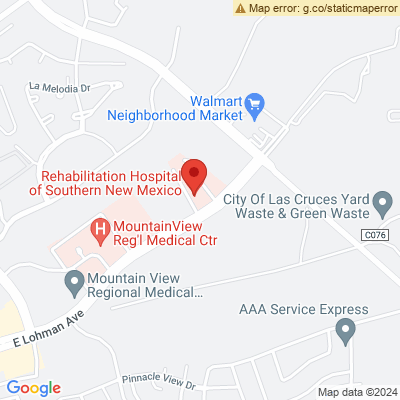 Map error: g.co/staticmaperror
La Melodia Dr
Walmart
Neighborhood Market
Rehabilitation Hospital
of Southern New Mexico
City Of Las Cruces Yard
Waste & Green Waste
H
MountainView
Reg'l Medical Ctr
C076
Mountain View
Regional Medical...
AAA Service Express
E Lohman Ave
Pinnacle View Dr
Google
Map data ©2024